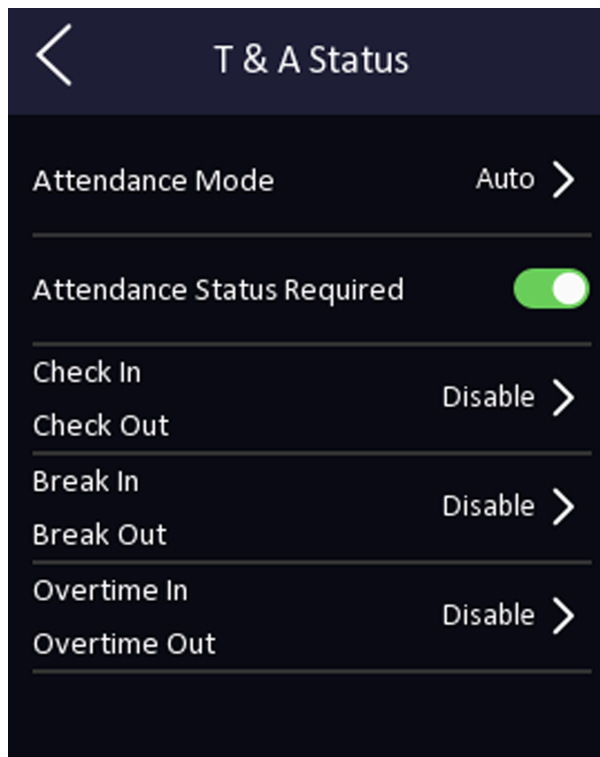 T & A Status
Attendance Mode Auto
Attendance Status Required
Check In
Check Out
Disable
Break In
Break Out
Disable
Overtime In
Overtime Out
Disable